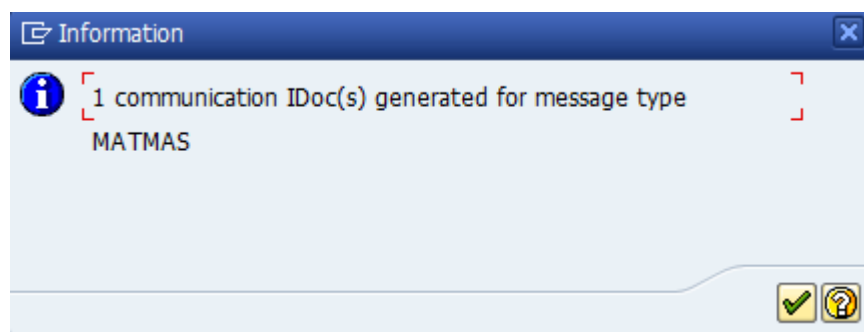 Information
1 communication IDoc(s) generated for message type
MATMAS